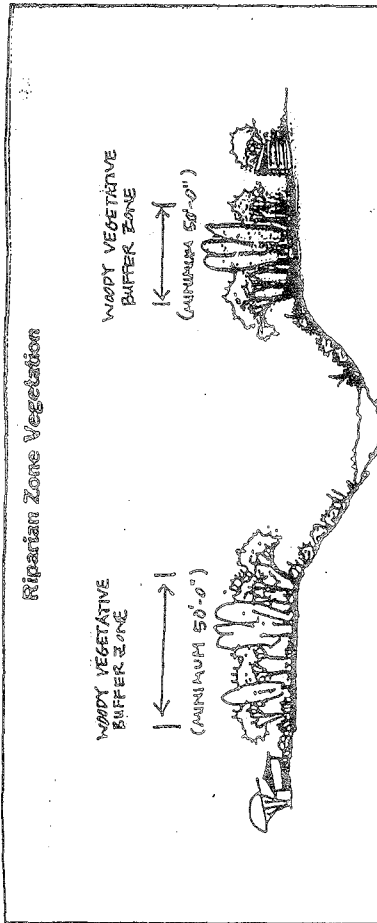 Riparian Zone Vegetation
WOODY VEGETATIVE
BUFFER ZONE
(MINIMUM 50'-0")
WOODY VEGETATIVE
BUFFER ZONE
(MINIMUM 50'-0")